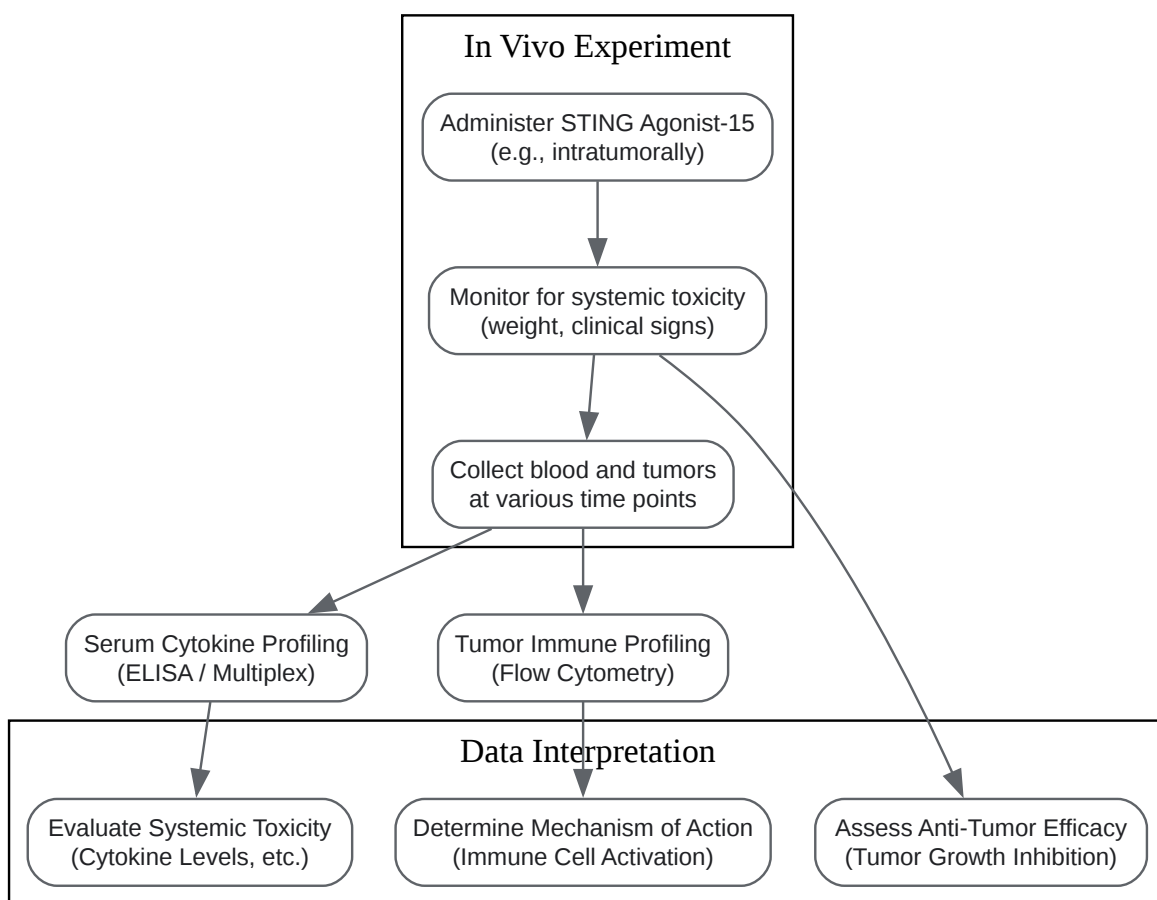 In Vivo Experiment
Administer STING Agonist-15
(e.g., intratumorally)
Monitor for systemic toxicity
(weight, clinical signs)
Collect blood and tumors
at various time points
Serum Cytokine Profiling
(ELISA / Multiplex)
Tumor Immune Profiling
(Flow Cytometry)
Data Interpretation
Evaluate Systemic Toxicity
(Cytokine Levels, etc.)
Determine Mechanism of Action
(Immune Cell Activation)
Assess Anti-Tumor Efficacy
(Tumor Growth Inhibition)